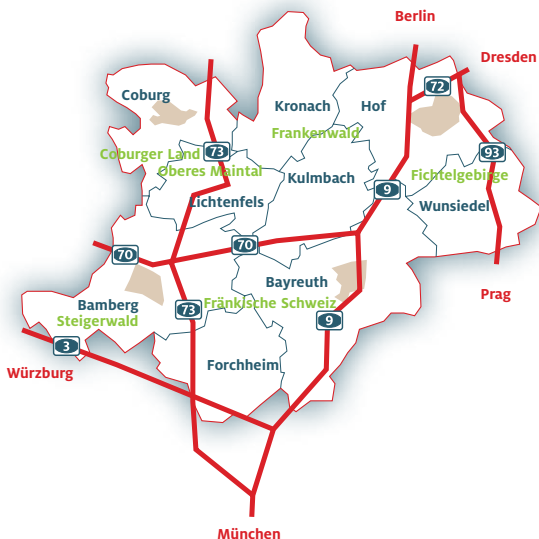 Berlin
Dresden
72
Coburg
Kronach
Hof
Frankenwald
Coburger Land
73
93
Oberes Maintal
Kulmbach
Fichtelgebirge
9
Lichtenfels
Wunsiedel
70
70
Bayreuth
Prag
Bamberg
73
Fränkische Schweiz
Steigerwald
9
3
Würzburg
Forchheim
München